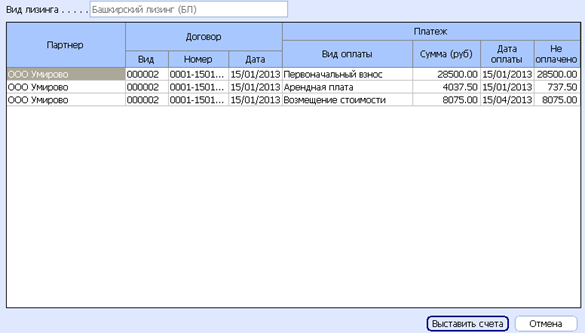 Вид лизинга . . . . . Башкирский лизинг (БП)
Партнер Договор Платеж
Вид Номер Дата Вид оплаты Сумма (руб) Дата оплаты Не оплачено
ООО Умирово 000002 0001-1501... 15/01/2013 Первоначальный взнос 28500.00 15/01/2013 28500.00
ООО Умирово 000002 0001-1501... 15/01/2013 Арендная плата 4037.50 15/01/2013 737.50
ООО Умирово 000002 0001-1501... 15/01/2013 Возмещение стоимости 8075.00 15/04/2013 8075.00
Выставить счета Отмена